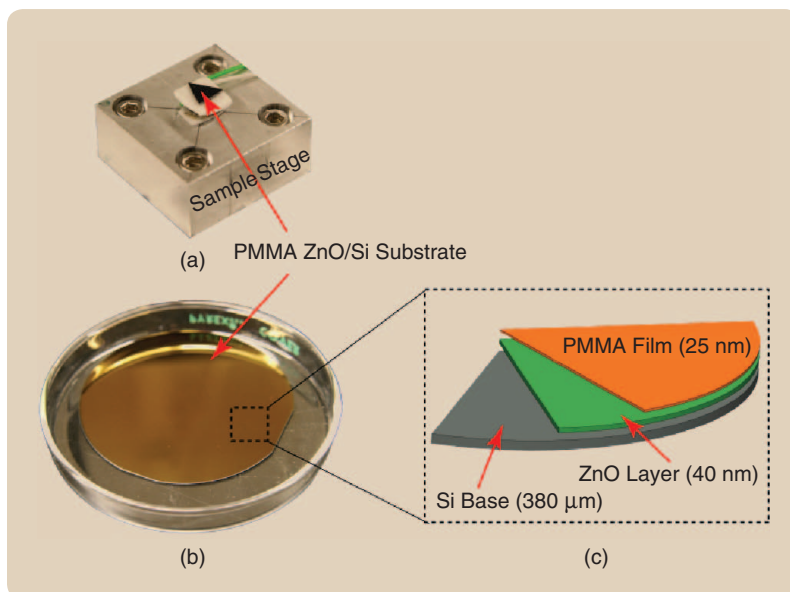 Sample Stage
(a)
PMMA ZnO/Si Substrate
PMMA Film (25 nm)
ZnO Layer (40 nm)
Si Base (380 μm)
(b)
(c)